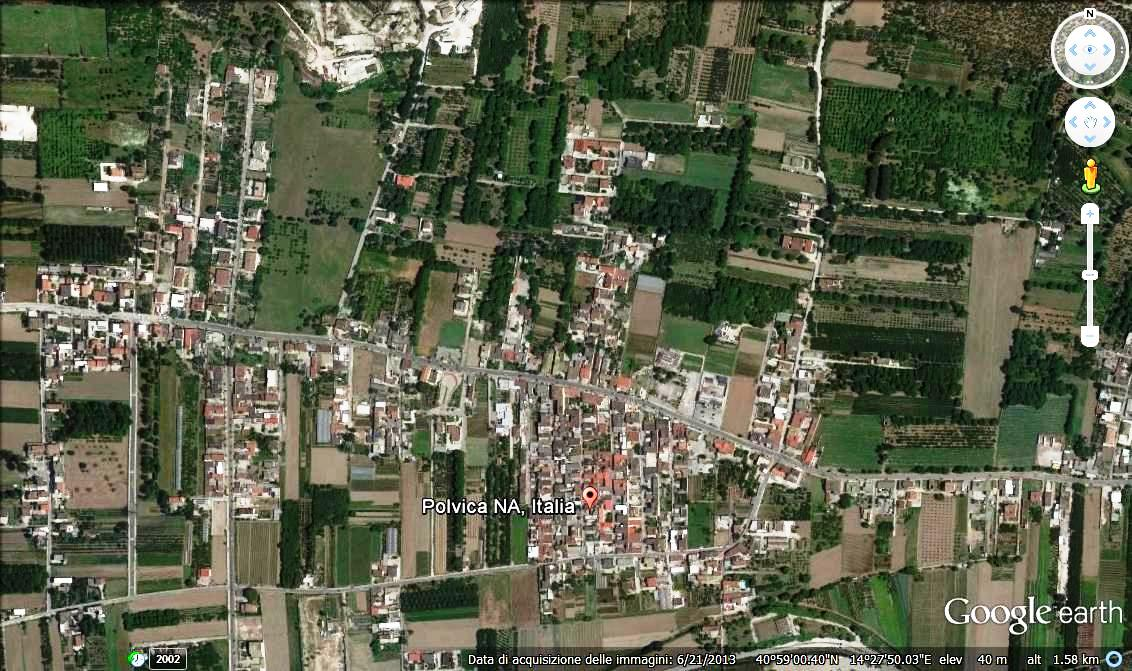 N
Polvica NA, Italia
Google earth
2002
Data di acquisizione delle immagini: 6/21/2013 40°59'00.40"N 14°27'50.03"E elev 40 m alt 1.58 km